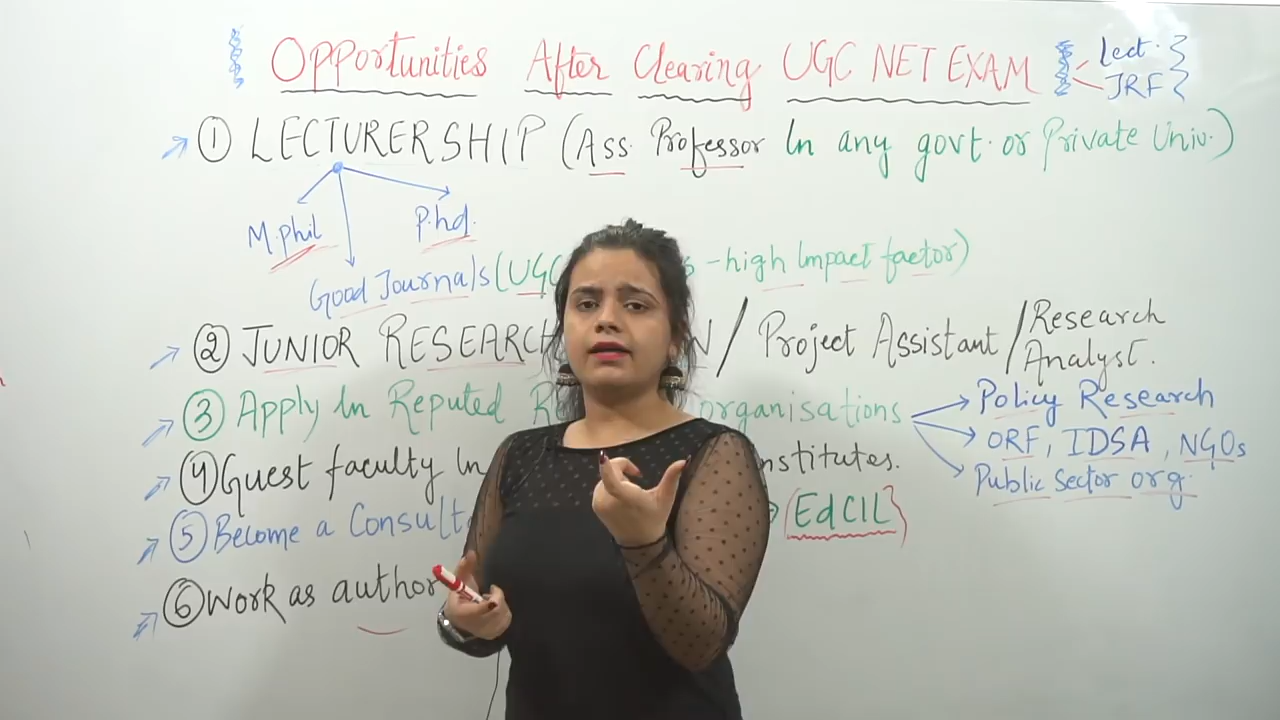 Opportunities After Clearing UGC NET EXAM
Lect.
JRF
① LECTURERSHIP (Ass. Professor In any govt. or Private Univ.)
M.phil
P.hd.
Good Journals (UGC - high Impact factor)
② JUNIOR RESEARCH / Project Assistant / Research Analyst.
③ Apply In Reputed organisations
Policy Research
ORF, IDSA, NGOs
Public Sector org.
④ Guest faculty In
⑤ Become a EdCIL
⑥ Work as author